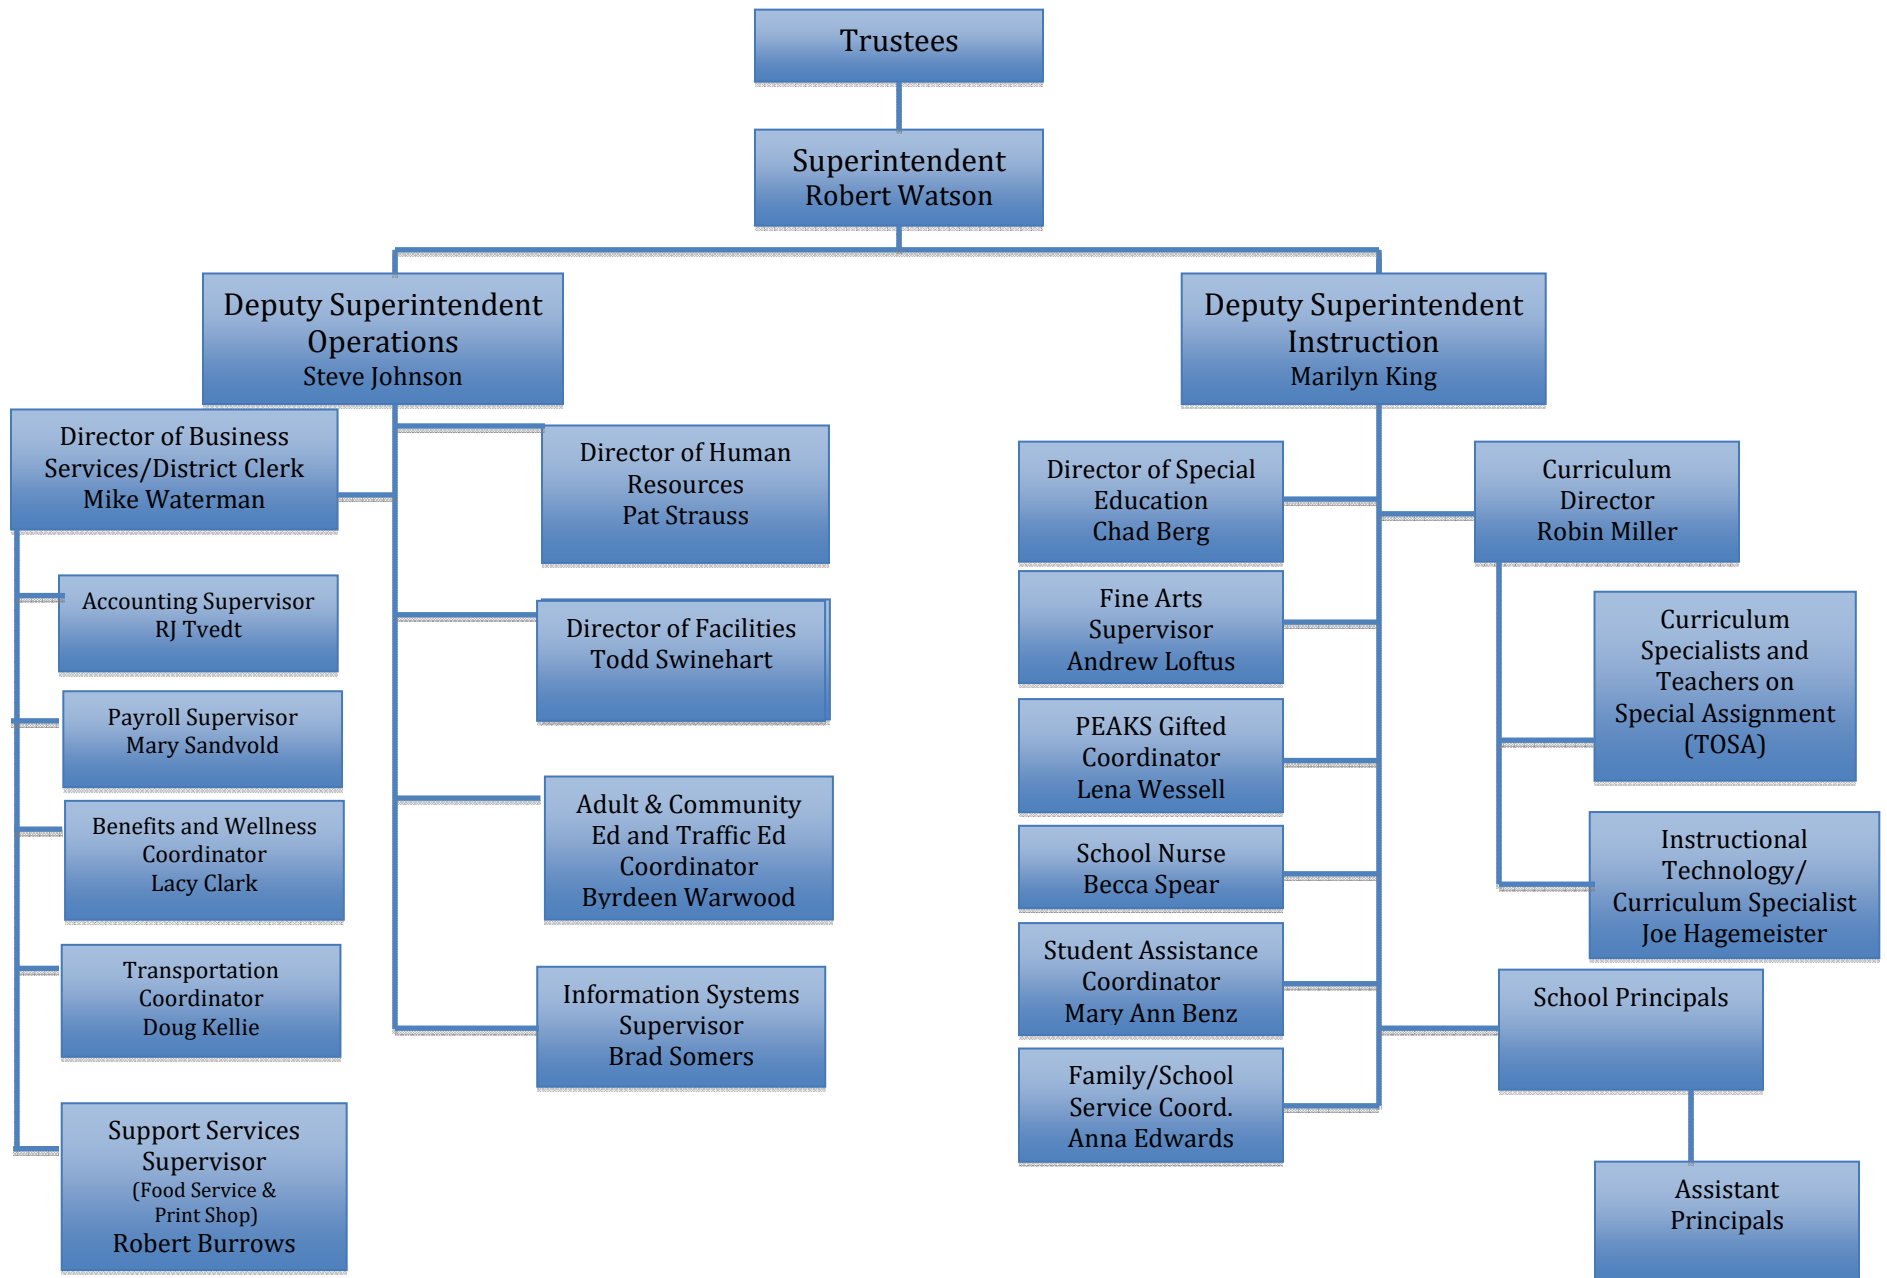 Trustees
Superintendent
Robert Watson
Deputy Superintendent
Operations
Steve Johnson
Deputy Superintendent
Instruction
Marilyn King
Director of Business
Services/District Clerk
Mike Waterman
Accounting Supervisor
RJ Tvedt
Payroll Supervisor
Mary Sandvold
Benefits and Wellness
Coordinator
Lacy Clark
Transportation
Coordinator
Doug Kellie
Support Services
Supervisor
(Food Service &
Print Shop)
Robert Burrows
Director of Human
Resources
Pat Strauss
Director of Facilities
Todd Swinehart
Adult & Community
Ed and Traffic Ed
Coordinator
Byrdeen Warwood
Information Systems
Supervisor
Brad Somers
Director of Special
Education
Chad Berg
Fine Arts
Supervisor
Andrew Loftus
PEAKS Gifted
Coordinator
Lena Wessell
School Nurse
Becca Spear
Student Assistance
Coordinator
Mary Ann Benz
Family/School
Service Coord.
Anna Edwards
Curriculum
Director
Robin Miller
Curriculum
Specialists and
Teachers on
Special Assignment
(TOSA)
Instructional
Technology/
Curriculum Specialist
Joe Hagemeister
School Principals
Assistant
Principals